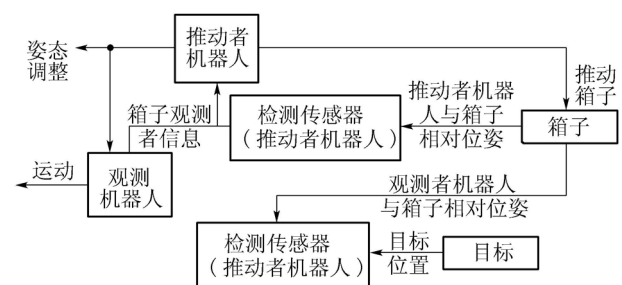 姿态
调整
推动者
机器人
推动
箱子
箱子观测
者信息
检测传感器
（推动者机器人）
推动者机器
人与箱子
相对位姿
箱子
运动
观测
机器人
观测者机器人
与箱子相对位姿
检测传感器
（推动者机器人）
目标
位置
目标